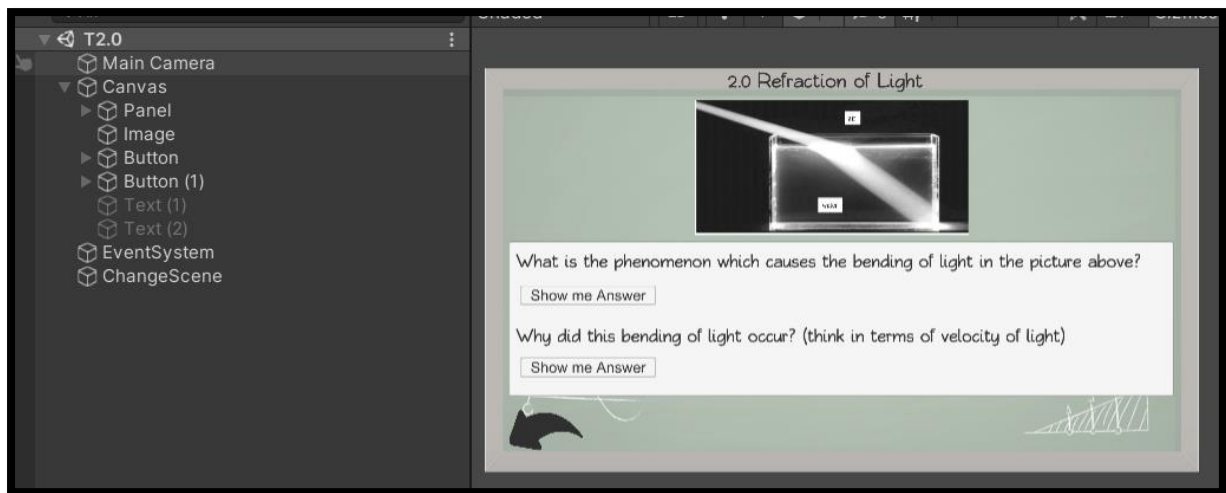 T2.0
Main Camera
Canvas
Panel
Image
Button
Button (1)
Text (1)
Text (2)
EventSystem
ChangeScene
2.0 Refraction of Light
What is the phenomenon which causes the bending of light in the picture above?
Show me Answer
Why did this bending of light occur? (think in terms of velocity of light)
Show me Answer